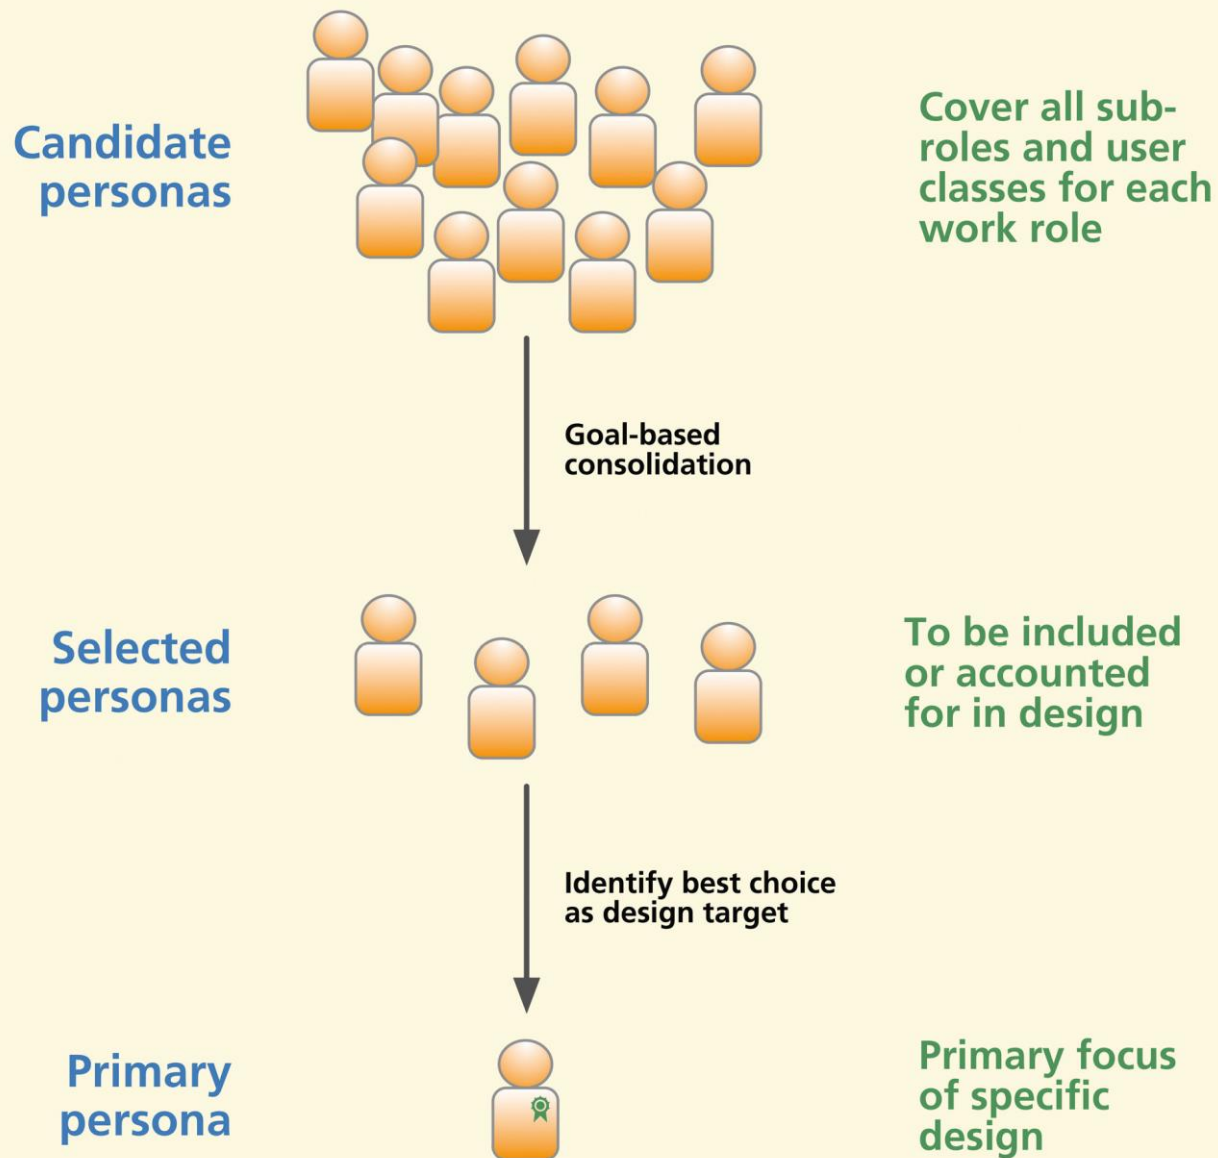 Candidate
personas
Cover all sub-
roles and user
classes for each
work role
Goal-based
consolidation
Selected
personas
To be included
or accounted
for in design
Identify best choice
as design target
Primary
persona
Primary focus
of specific
design